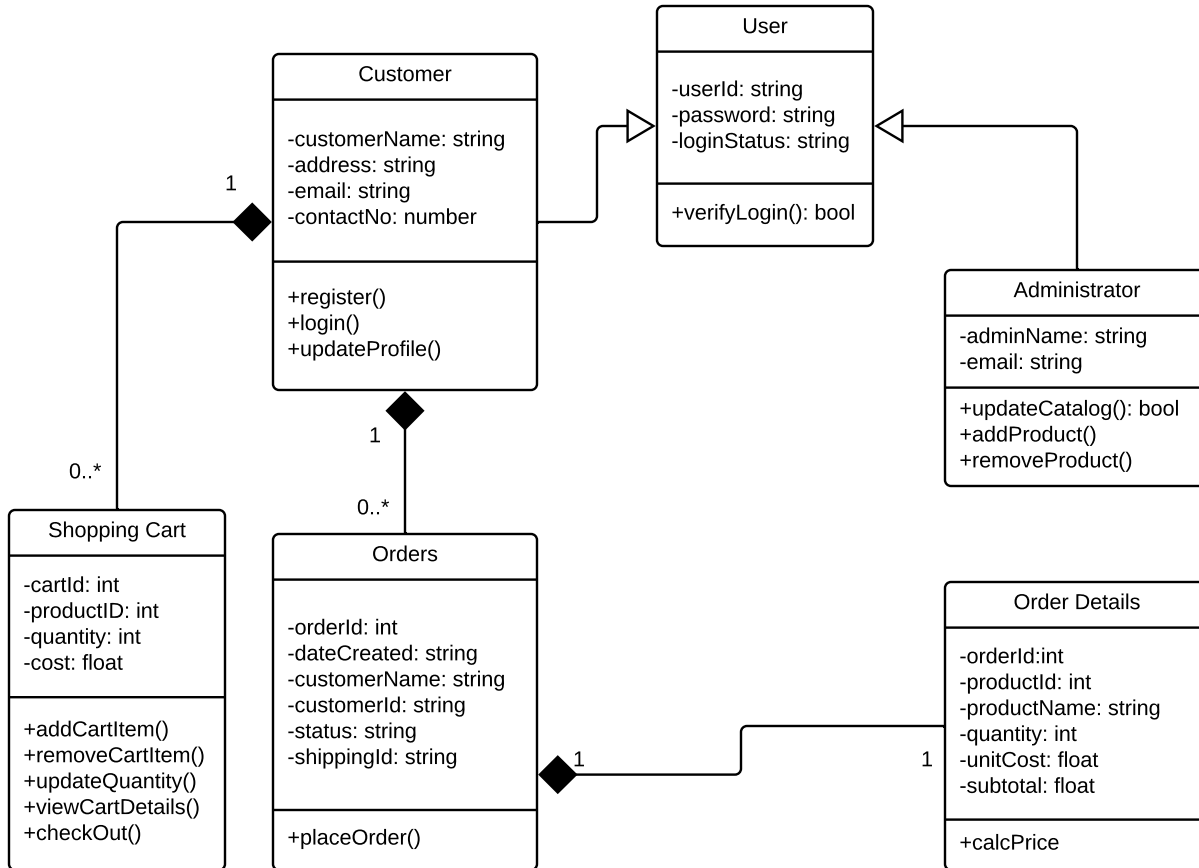 User
-userId: string
-password: string
-loginStatus: string
+verifyLogin(): bool
Customer
-customerName: string
-address: string
-email: string
-contactNo: number
+register()
+login()
+updateProfile()
1
1
0..*
0..*
Administrator
-adminName: string
-email: string
+updateCatalog(): bool
+addProduct()
+removeProduct()
Shopping Cart
-cartId: int
-productID: int
-quantity: int
-cost: float
+addCartItem()
+removeCartItem()
+updateQuantity()
+viewCartDetails()
+checkOut()
Orders
-orderId: int
-dateCreated: string
-customerName: string
-customerId: string
-status: string
-shippingId: string
+placeOrder()
1
1
Order Details
-orderId:int
-productId: int
-productName: string
-quantity: int
-unitCost: float
-subtotal: float
+calcPrice